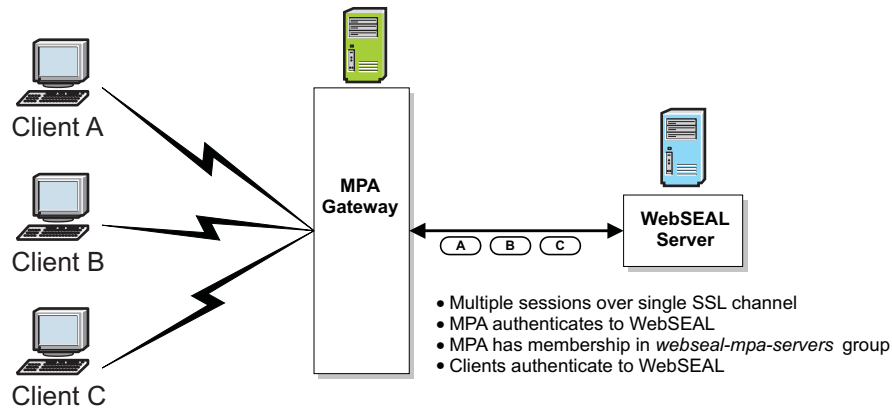 Client A
Client B
Client C
MPA
Gateway
A B C
WebSEAL
Server
• Multiple sessions over single SSL channel
• MPA authenticates to WebSEAL
• MPA has membership in webseal-mpa-servers group
• Clients authenticate to WebSEAL